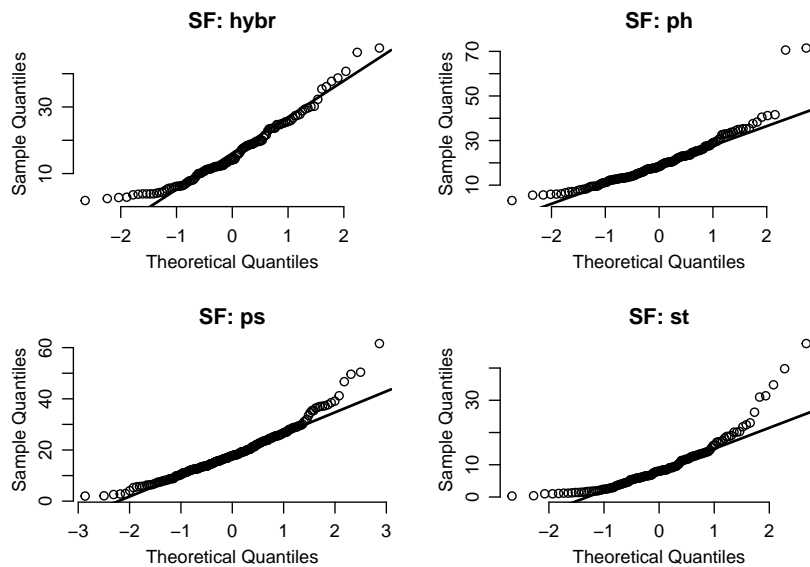 SF: hybr
Sample Quantiles
10
30
−2
−1
0
1
2
Theoretical Quantiles
SF: ph
Sample Quantiles
10
30
50
70
−2
−1
0
1
2
Theoretical Quantiles
SF: ps
Sample Quantiles
0
20
40
60
−3
−2
−1
0
1
2
3
Theoretical Quantiles
SF: st
Sample Quantiles
0
10
30
−2
−1
0
1
2
Theoretical Quantiles